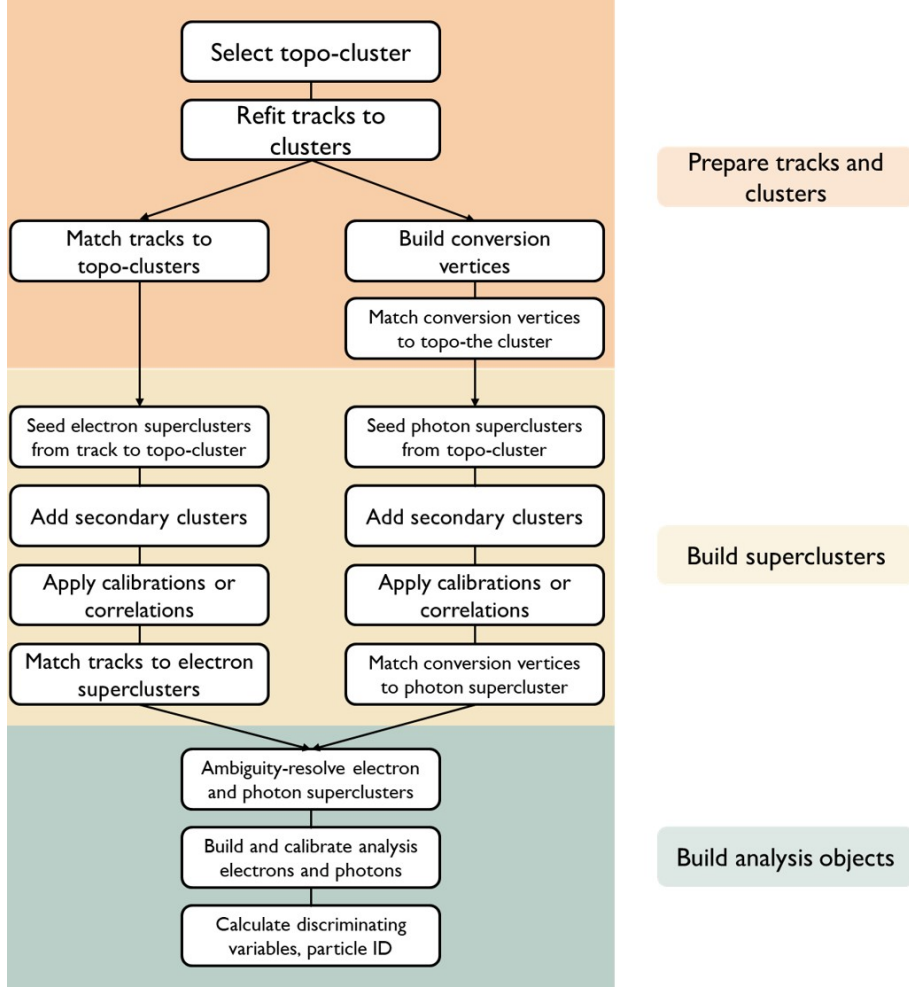 Select topo-cluster
Refit tracks to
clusters
Prepare tracks and
clusters
Match tracks to
topo-clusters
Build conversion
vertices
Match conversion vertices
to topo-the cluster
Seed electron superclusters
from track to topo-cluster
Seed photon superclusters
from topo-cluster
Add secondary clusters
Add secondary clusters
Build superclusters
Apply calibrations or
correlations
Apply calibrations or
correlations
Match tracks to electron
superclusters
Match conversion vertices
to photon supercluster
Ambiguity-resolve electron
and photon superclusters
Build and calibrate analysis
electrons and photons
Build analysis objects
Calculate discriminating
variables, particle ID